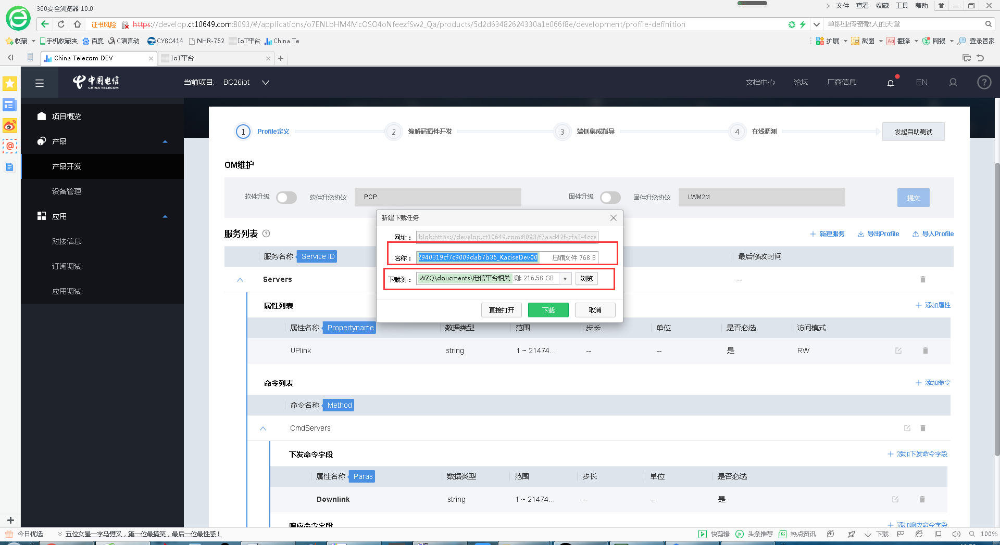 360安全浏览器 10.0
文件 查看 收藏 工具 帮助
证书风险 https://develop.ct10649.com:8093/#/applications/o7ENLbHM4McOSO4oNfeezfSw2_Qa/products/5d2d63482624330a1e066f8e/development/profile-definition
单职业传奇散人的天堂
收藏 手机收藏夹 百度 C语言动 CY8C414 NHR-762 IoT平台 China Te
扩展 截图 翻译 网银 登录管家
China Telecom DEV IoT平台
中国电信 CHINA TELECOM
当前项目: BC26iot
文档中心 论坛 厂商信息 EN
项目概览
产品
产品开发
设备管理
应用
对接信息
订阅调试
应用调试
1 Profile定义 2 编解码插件开发 3 端侧集成指导 4 在线调测 发起自助测试
OM维护
软件升级 软件升级协议 PCP 固件升级 固件升级协议 LWM2M 提交
服务列表
新建服务 导出Profile 导入Profile
服务名称 Service ID 最后修改时间
Servers --
属性列表 添加属性
属性名称 Propertyname 数据类型 范围 步长 单位 是否必选 访问模式
UPlink string 1 ~ 21474... -- -- 是 RW
命令列表 添加命令
命令名称 Method
CmdServers
下发命令字段 添加下发命令字段
属性名称 Paras 数据类型 范围 步长 单位 是否必选
Downlink string 1 ~ 21474... -- -- 是
响应命令字段 添加响应命令字段
新建下载任务
网址： blob:https://develop.ct10649.com:8093/f7aad42f-cfa3-4cce
名称： 2940319cf7c9009dab7b36_KaciseDev00 压缩文件 768 B
下载到： WZQ\doucments\电信平台相关 剩: 216.58 GB 浏览
直接打开 下载 取消
今日优选 五位女星一字马劈叉，第一位最搞笑，最后一位最性感！
快剪辑 头条推荐 热点资讯 下载 100%